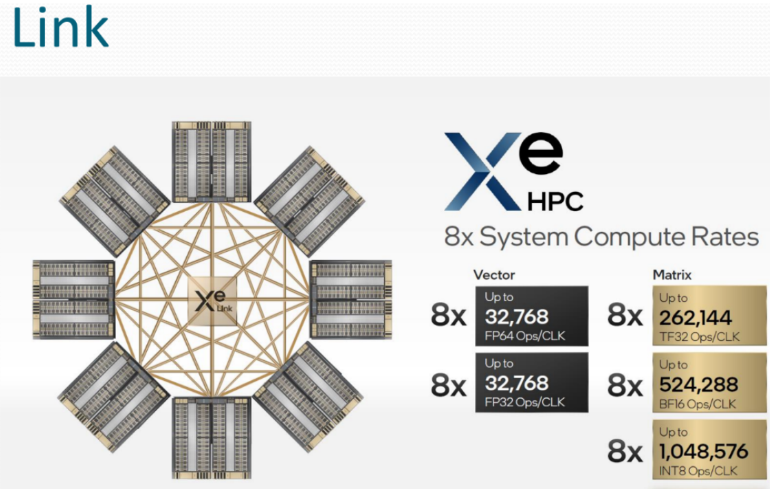 Link
Xe
HPC
8x System Compute Rates
Xe
Link
Vector
Matrix
8x
Up to
32,768
FP64 Ops/CLK
8x
Up to
262,144
TF32 Ops/CLK
8x
Up to
32,768
FP32 Ops/CLK
8x
Up to
524,288
BF16 Ops/CLK
8x
Up to
1,048,576
INT8 Ops/CLK